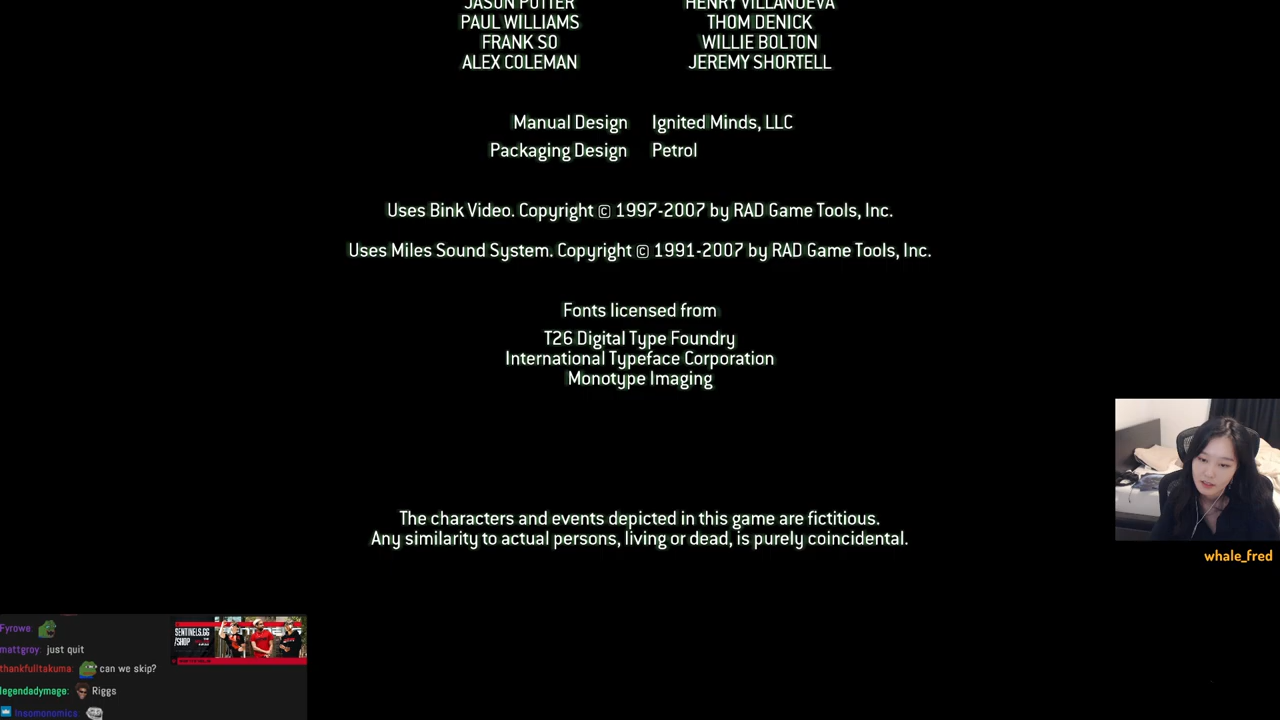 JASON POTTER HENRY VILLANUEVA
PAUL WILLIAMS THOM DENICK
FRANK SO WILLIE BOLTON
ALEX COLEMAN JEREMY SHORTELL
Manual Design Ignited Minds, LLC
Packaging Design Petrol
Uses Bink Video. Copyright © 1997-2007 by RAD Game Tools, Inc.
Uses Miles Sound System. Copyright © 1991-2007 by RAD Game Tools, Inc.
Fonts licensed from
T26 Digital Type Foundry
International Typeface Corporation
Monotype Imaging
The characters and events depicted in this game are fictitious.
Any similarity to actual persons, living or dead, is purely coincidental.
whale_fred
Fyrowe:
mattgroy: just quit
thankfulltakuma: can we skip?
legendadymage: Riggs
Insomonomics:
SENTINELS.GG
/SHOP